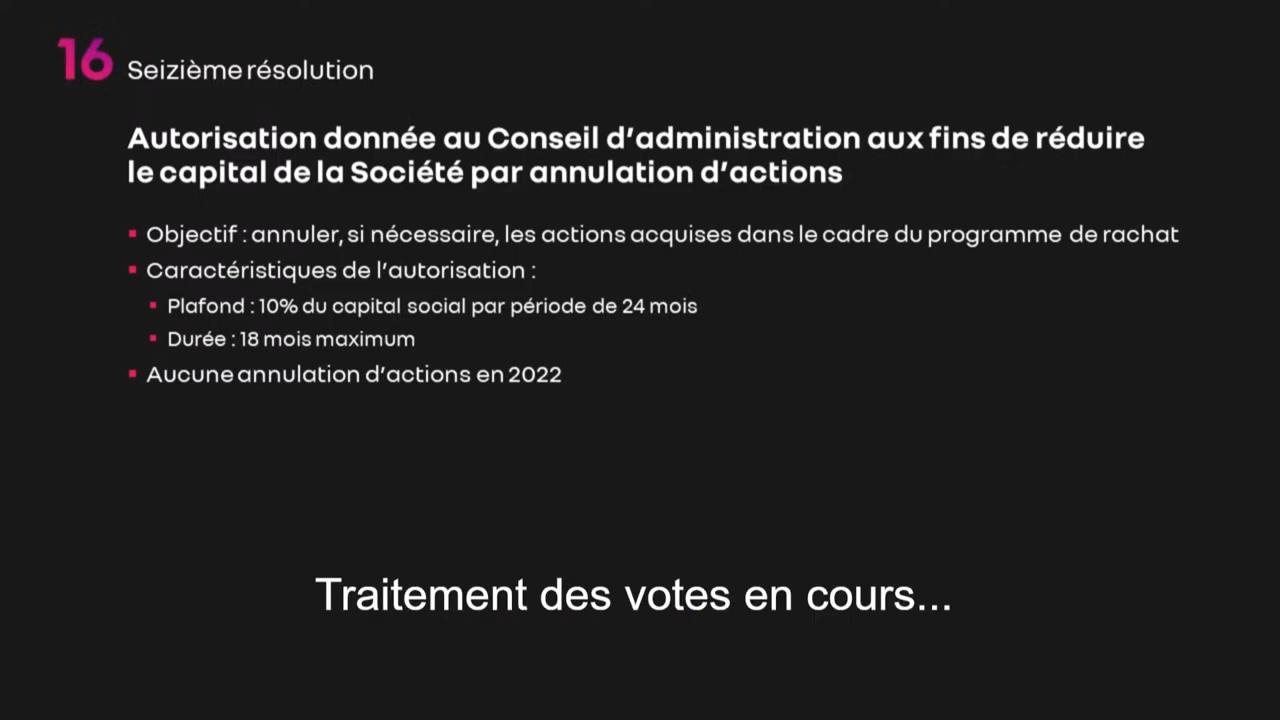 16 Seizième résolution
Autorisation donnée au Conseil d’administration aux fins de réduire
le capital de la Société par annulation d’actions
▪ Objectif : annuler, si nécessaire, les actions acquises dans le cadre du programme de rachat
▪ Caractéristiques de l’autorisation :
▪ Plafond : 10% du capital social par période de 24 mois
▪ Durée : 18 mois maximum
▪ Aucune annulation d’actions en 2022
Traitement des votes en cours...